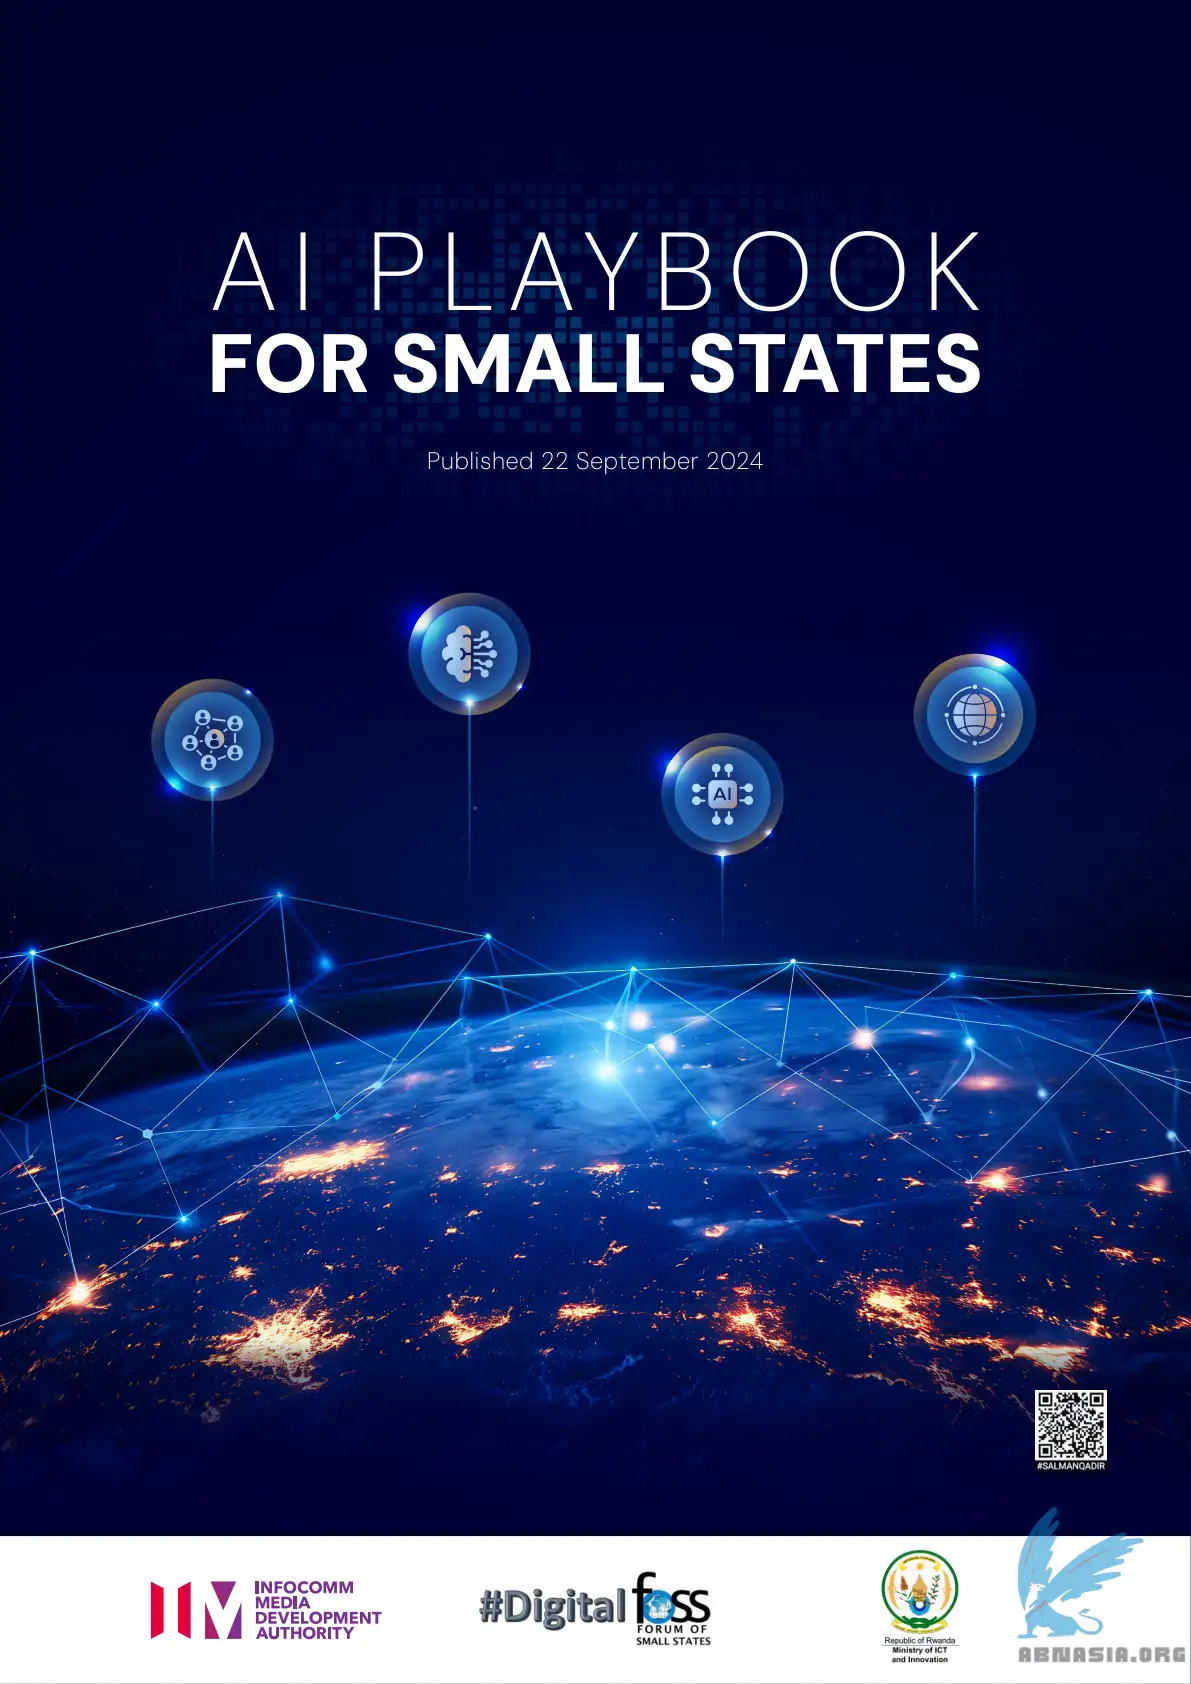 AI PLAYBOOK
FOR SMALL STATES
Published 22 September 2024
AI
#SALMANQADIR
INFOCOMM
MEDIA
DEVELOPMENT
AUTHORITY
#Digital foss
FORUM OF
SMALL STATES
Republic of Rwanda
Ministry of ICT
and Innovation
ABNASIA.ORG